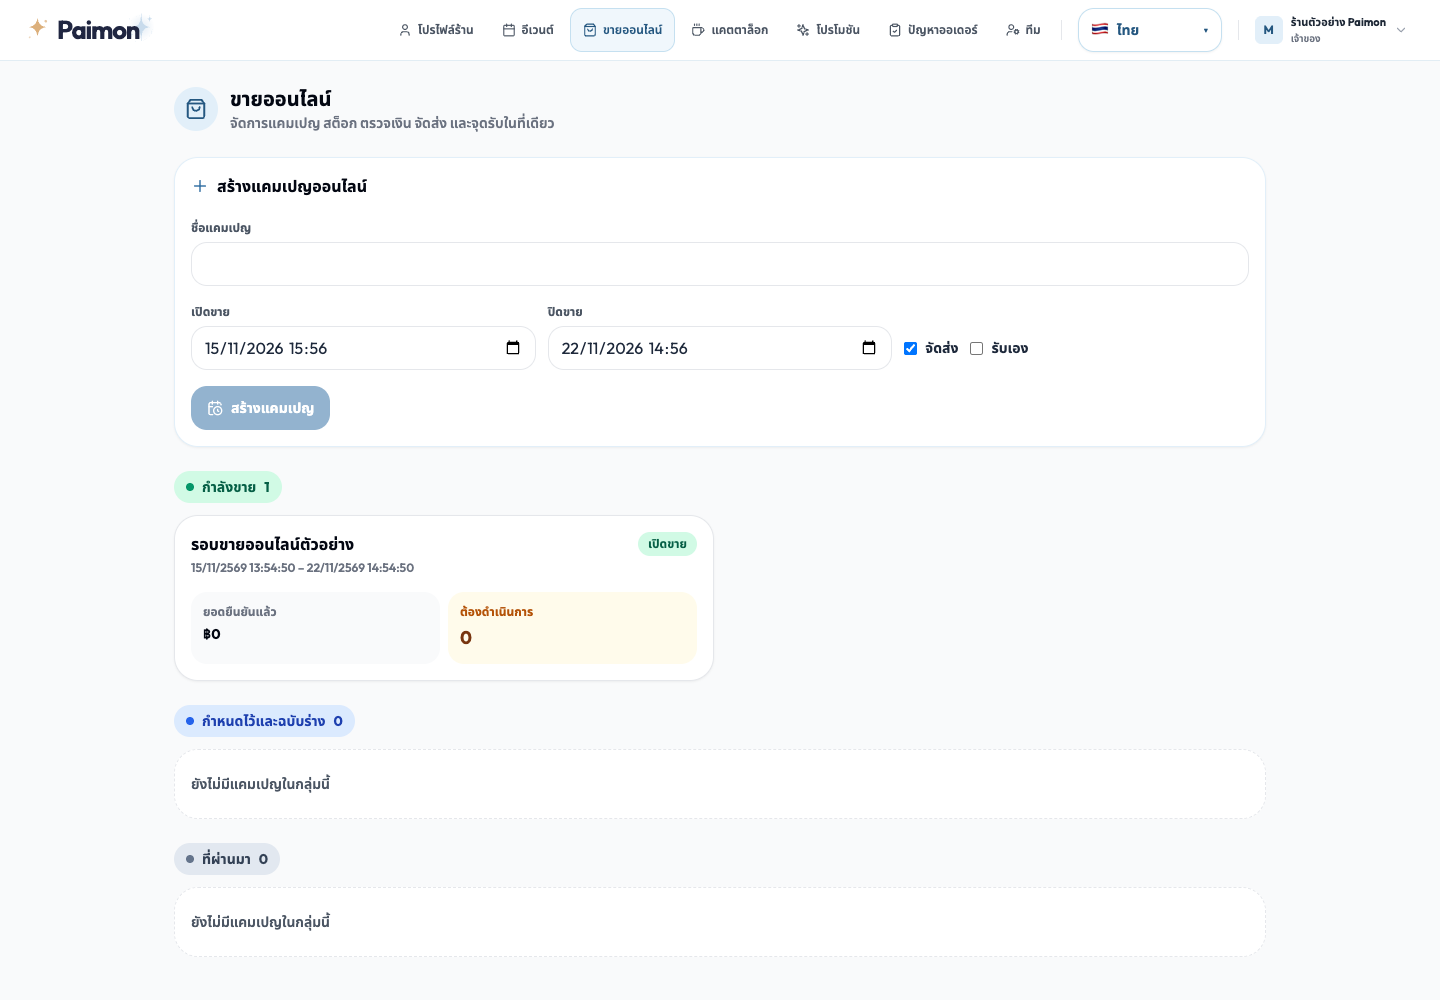 Paimon
โปรไฟล์ร้าน
อีเวนต์
ขายออนไลน์
แคตตาล็อก
โปรโมชัน
ปัญหาออเดอร์
ทีม
ไทย
M
ร้านตัวอย่าง Paimon
เจ้าของ
ขายออนไลน์
จัดการแคมเปญ สต็อก ตรวจเงิน จัดส่ง และจุดรับในที่เดียว
สร้างแคมเปญออนไลน์
ชื่อแคมเปญ
เปิดขาย
ปิดขาย
15/11/2026 15:56
22/11/2026 14:56
จัดส่ง
รับเอง
สร้างแคมเปญ
กำลังขาย 1
รอบขายออนไลน์ตัวอย่าง
เปิดขาย
15/11/2569 13:54:50 – 22/11/2569 14:54:50
ยอดยืนยันแล้ว
฿0
ต้องดำเนินการ
0
กำหนดไว้และฉบับร่าง 0
ยังไม่มีแคมเปญในกลุ่มนี้
ที่ผ่านมา 0
ยังไม่มีแคมเปญในกลุ่มนี้